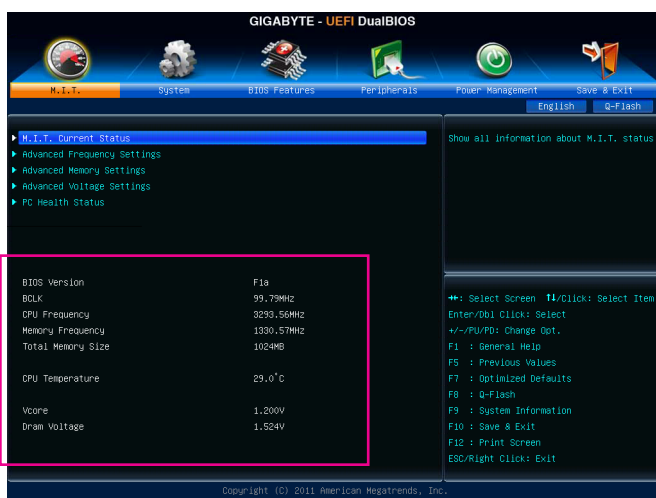 GIGABYTE - UEFI DualBIOS
M.I.T.
System
BIOS Features
Peripherals
Power Management
Save & Exit
English
Q-Flash
M.I.T. Current Status
Advanced Frequency Settings
Advanced Memory Settings
Advanced Voltage Settings
PC Health Status
Show all information about M.I.T. status
BIOS Version F1a
BCLK 99.79MHz
CPU Frequency 3293.56MHz
Memory Frequency 1330.57MHz
Total Memory Size 1024MB
CPU Temperature 29.0°C
Vcore 1.200V
Dram Voltage 1.524V
→←: Select Screen ↑↓/Click: Select Item
Enter/Dbl Click: Select
+/-/PU/PD: Change Opt.
F1 : General Help
F5 : Previous Values
F7 : Optimized Defaults
F8 : Q-Flash
F9 : System Information
F10 : Save & Exit
F12 : Print Screen
ESC/Right Click: Exit
Copyright (C) 2011 American Megatrends, Inc.